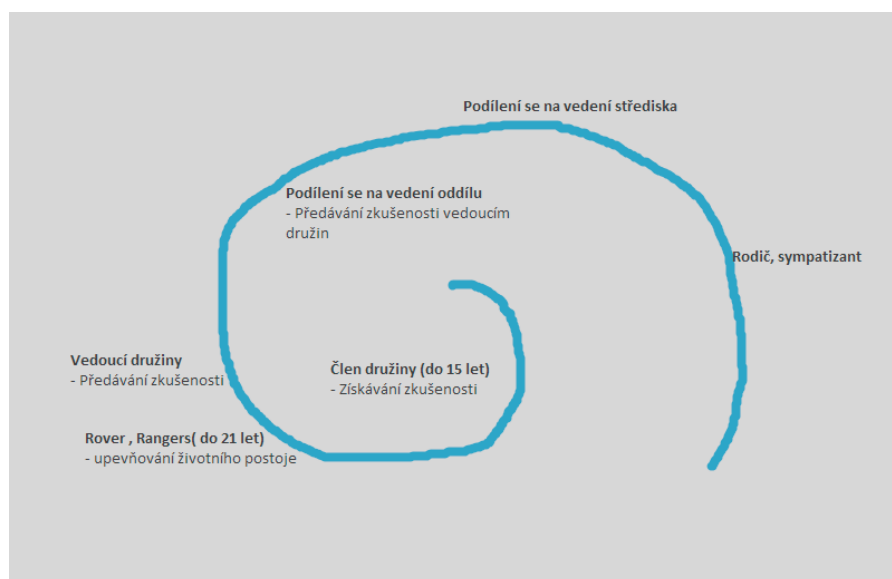 Podílení se na vedení střediska
Podílení se na vedení oddílu
- Předávání zkušenosti vedoucím
družin
Rodič, sympatizant
Vedoucí družiny
- Předávání zkušenosti
Člen družiny (do 15 let)
- Získávání zkušenosti
Rover , Rangers( do 21 let)
- upevňování životního postoje